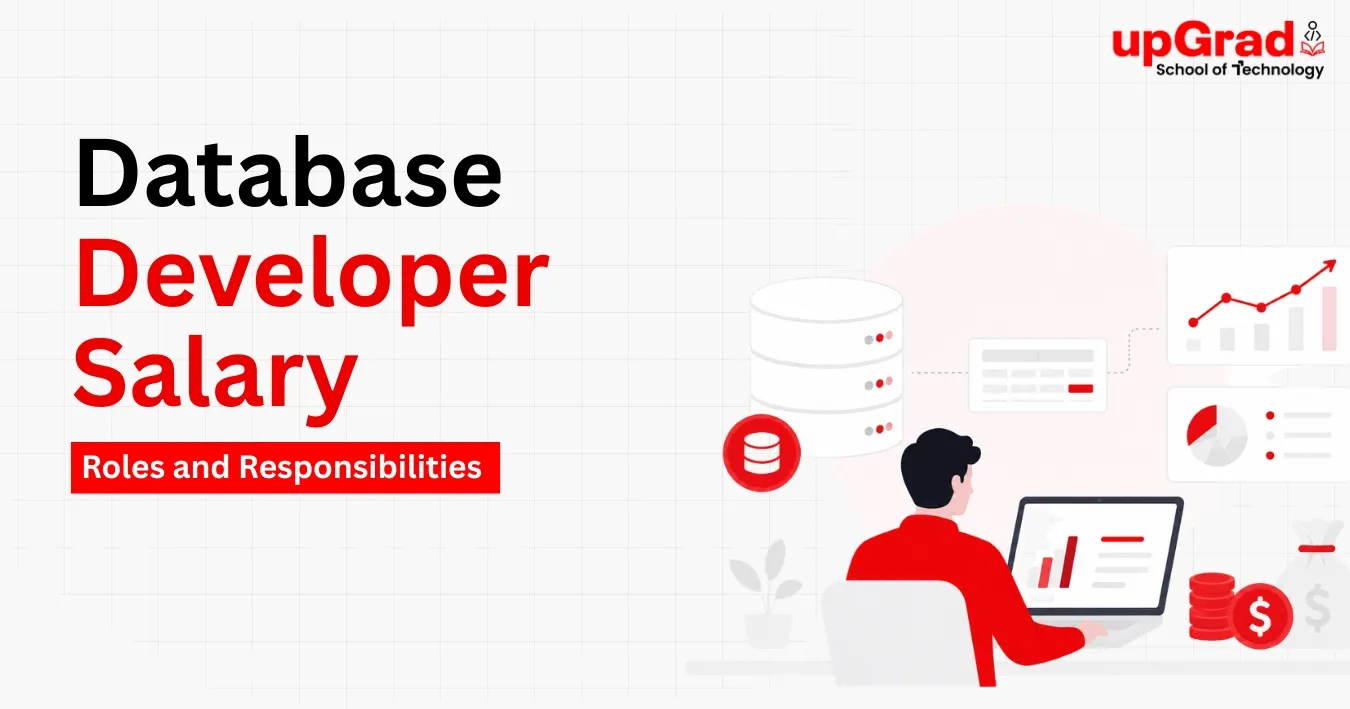 upGrad
School of Technology
Database
Developer
Salary
Roles and Responsibilities
$
$